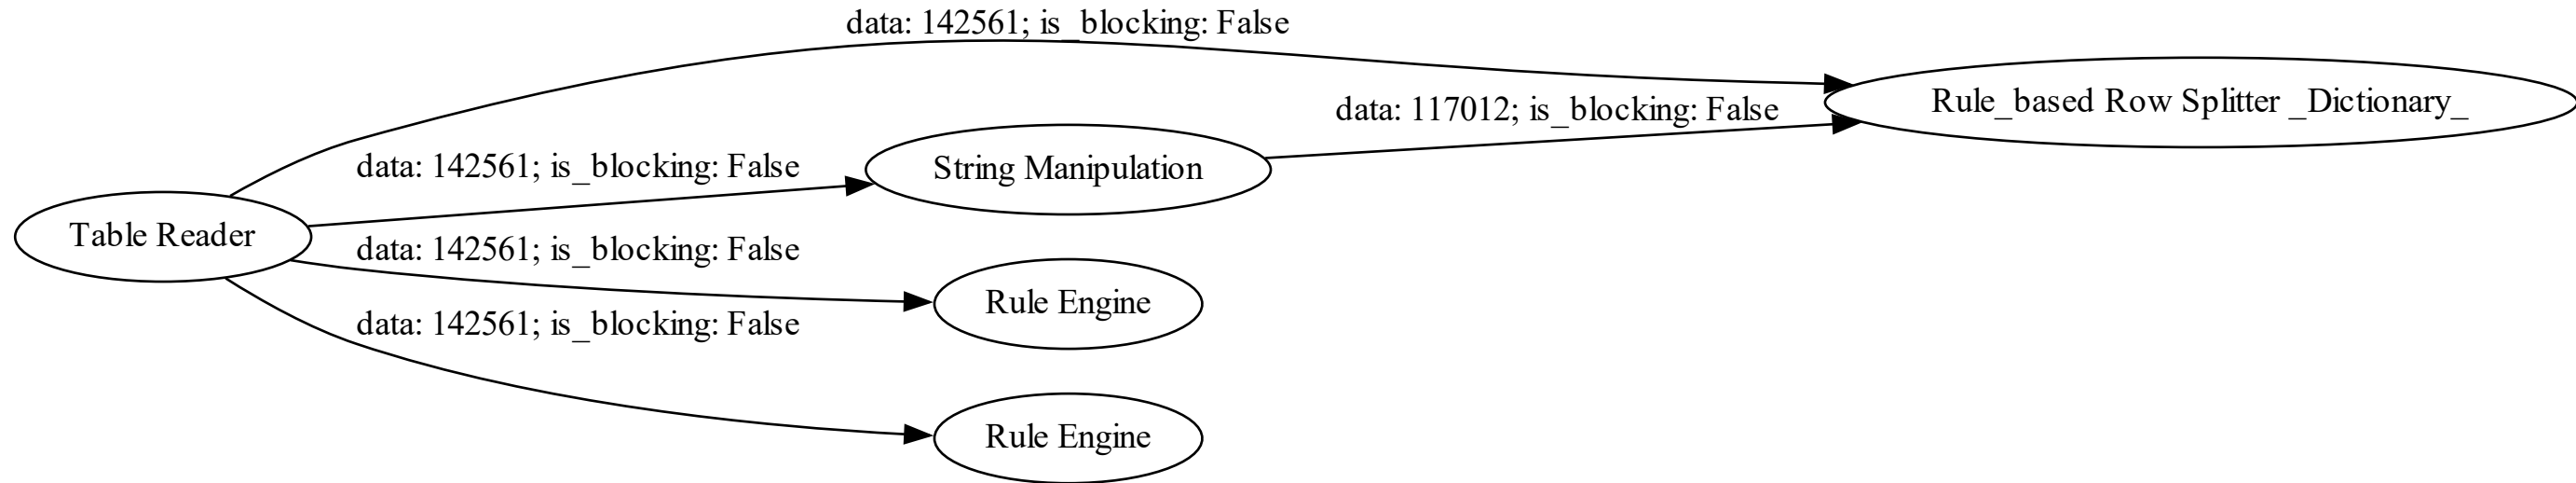 data: 142561; is_blocking: False
Rule_based Row Splitter _Dictionary_
data: 117012; is_blocking: False
data: 142561; is_blocking: False
String Manipulation
Table Reader
data: 142561; is_blocking: False
Rule Engine
data: 142561; is_blocking: False
Rule Engine